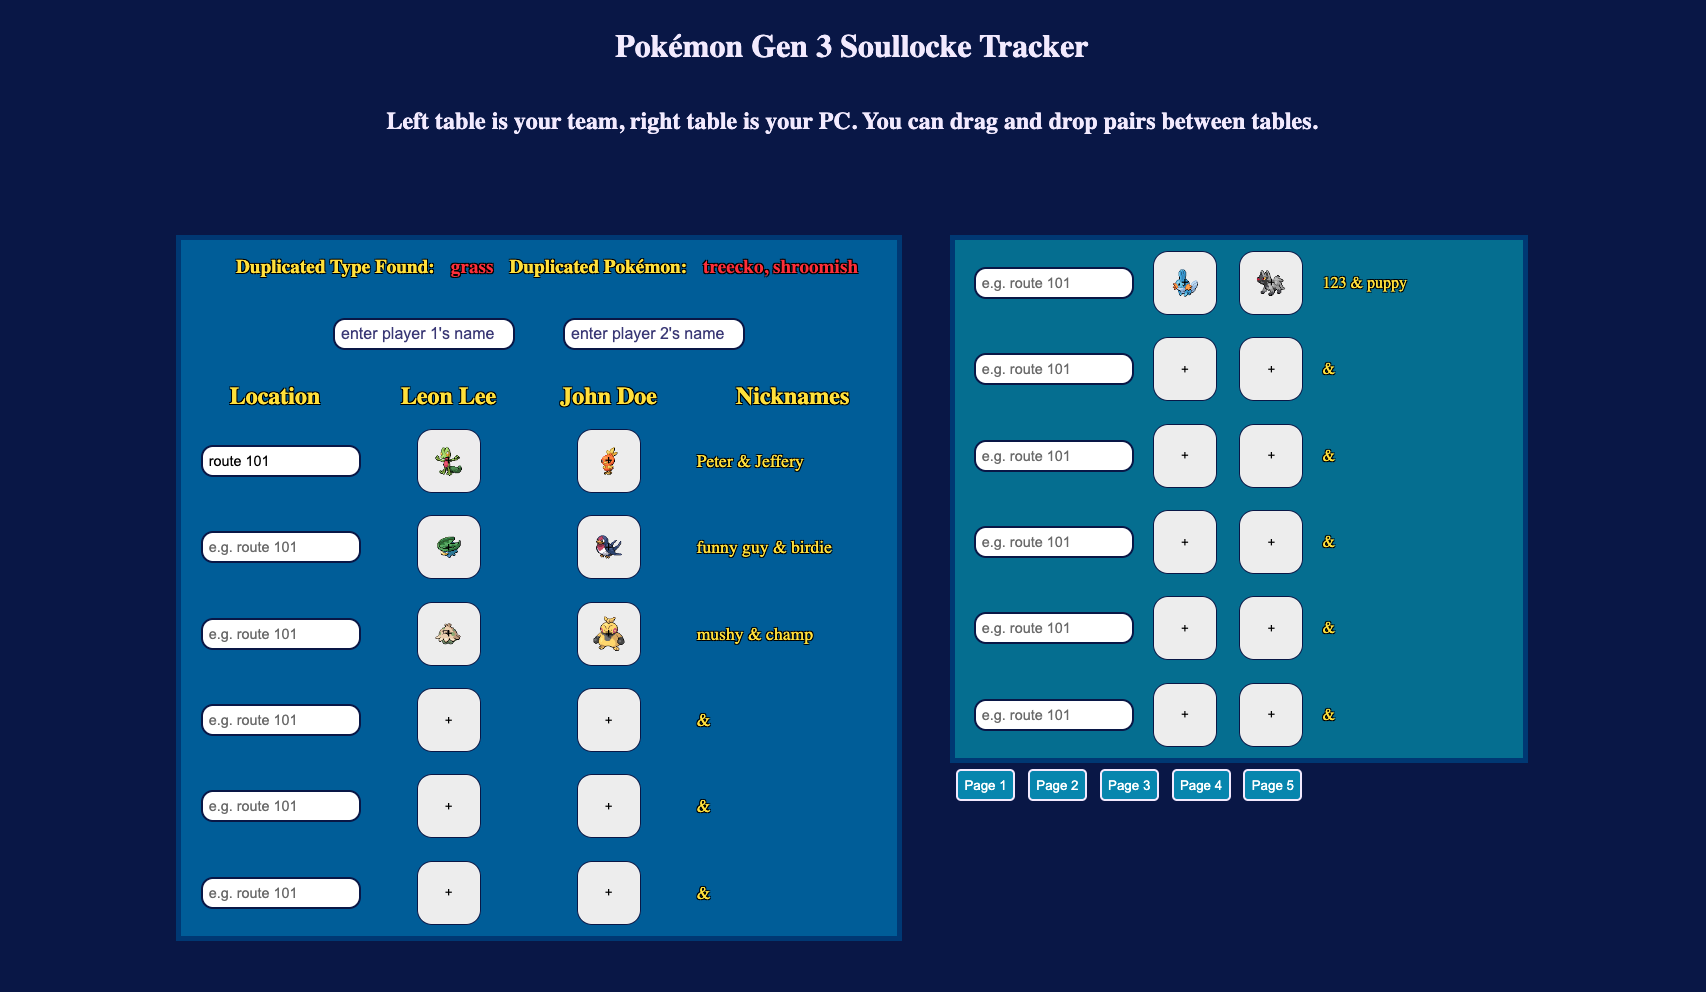 Pokémon Gen 3 Soullocke Tracker
Left table is your team, right table is your PC. You can drag and drop pairs between tables.
Duplicated Type Found: grass Duplicated Pokémon: treecko, shroomish
enter player 1's name enter player 2's name
Location Leon Lee John Doe Nicknames
route 101 Peter & Jeffery
e.g. route 101 funny guy & birdie
e.g. route 101 mushy & champ
e.g. route 101 + + &
e.g. route 101 + + &
e.g. route 101 + + &
e.g. route 101 123 & puppy
e.g. route 101 + + &
e.g. route 101 + + &
e.g. route 101 + + &
e.g. route 101 + + &
e.g. route 101 + + &
Page 1 Page 2 Page 3 Page 4 Page 5